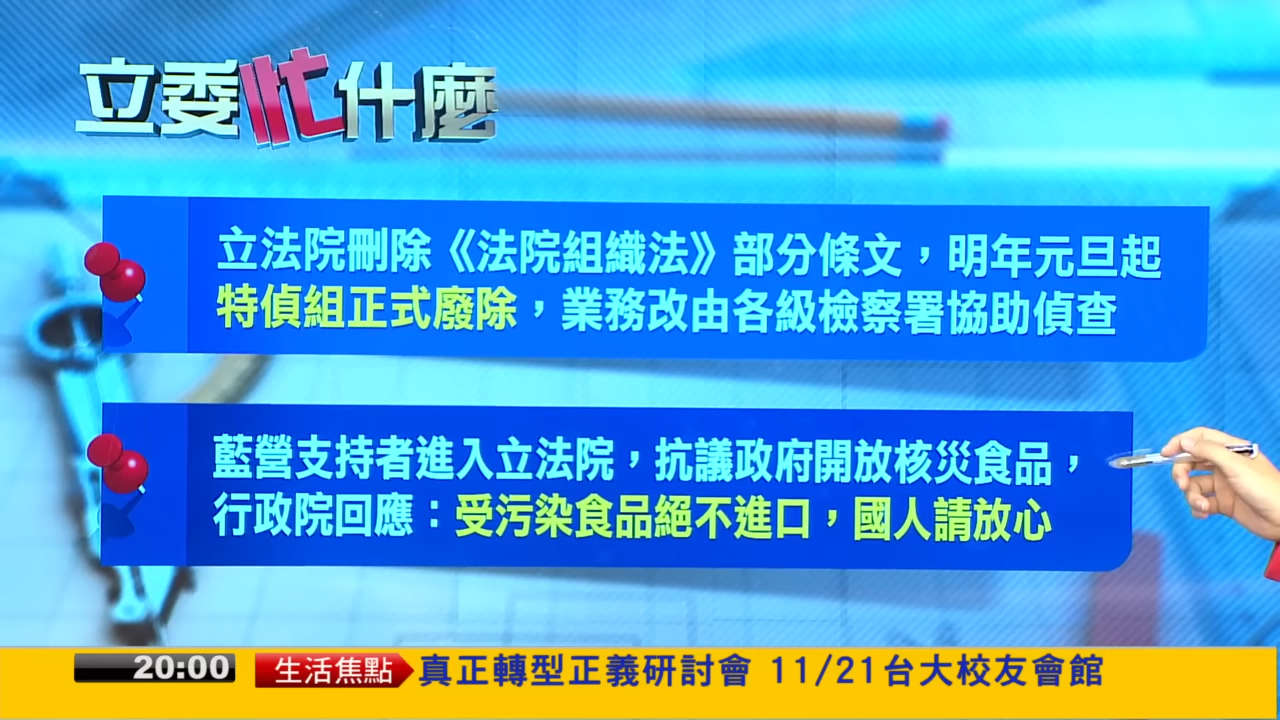 立委忙什麼
立法院刪除《法院組織法》部分條文，明年元旦起
特偵組正式廢除，業務改由各級檢察署協助偵查
藍營支持者進入立法院，抗議政府開放核災食品，
行政院回應：受污染食品絕不進口，國人請放心
20:00 生活焦點 真正轉型正義研討會 11/21台大校友會館